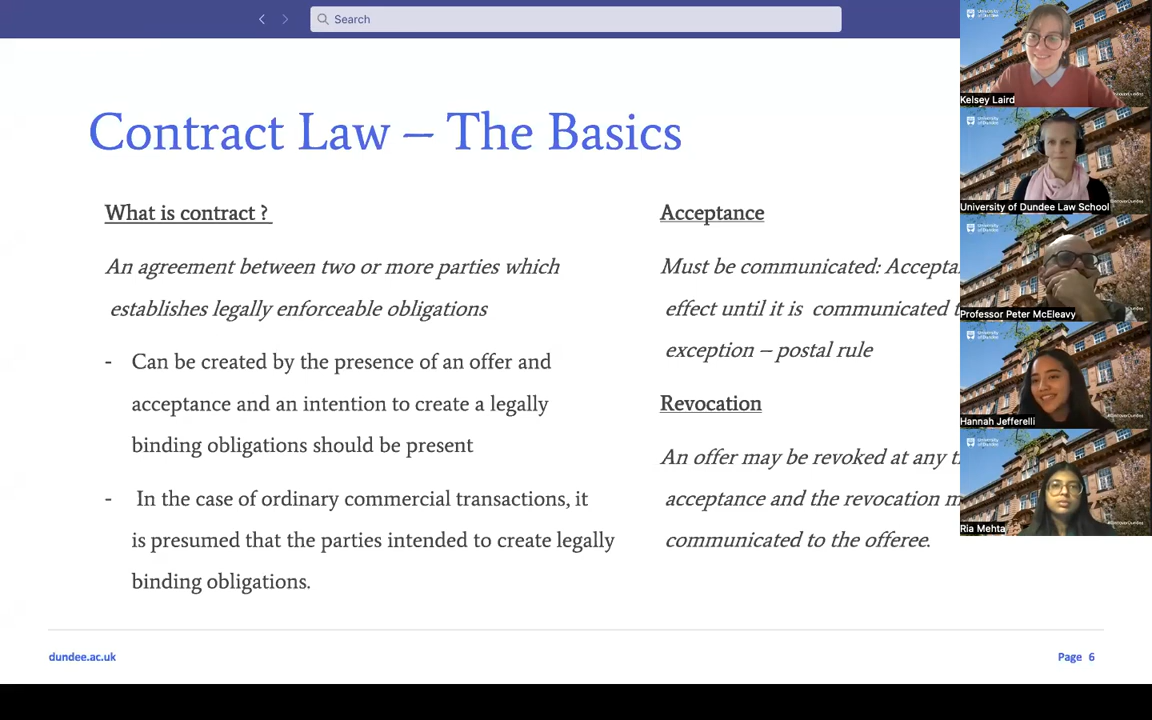 Search
Contract Law – The Basics
What is contract ?
An agreement between two or more parties which
establishes legally enforceable obligations
- Can be created by the presence of an offer and
acceptance and an intention to create a legally
binding obligations should be present
- In the case of ordinary commercial transactions, it
is presumed that the parties intended to create legally
binding obligations.
Acceptance
Must be communicated:
effect until it is communicated
exception – postal rule
Revocation
An offer may be revoked at any
acceptance and the revocation
communicated to the offeree.
dundee.ac.uk
Page 6
Kelsey Laird
University of Dundee Law School
Professor Peter McEleavy
Hannah Jefferelli
Ria Mehta